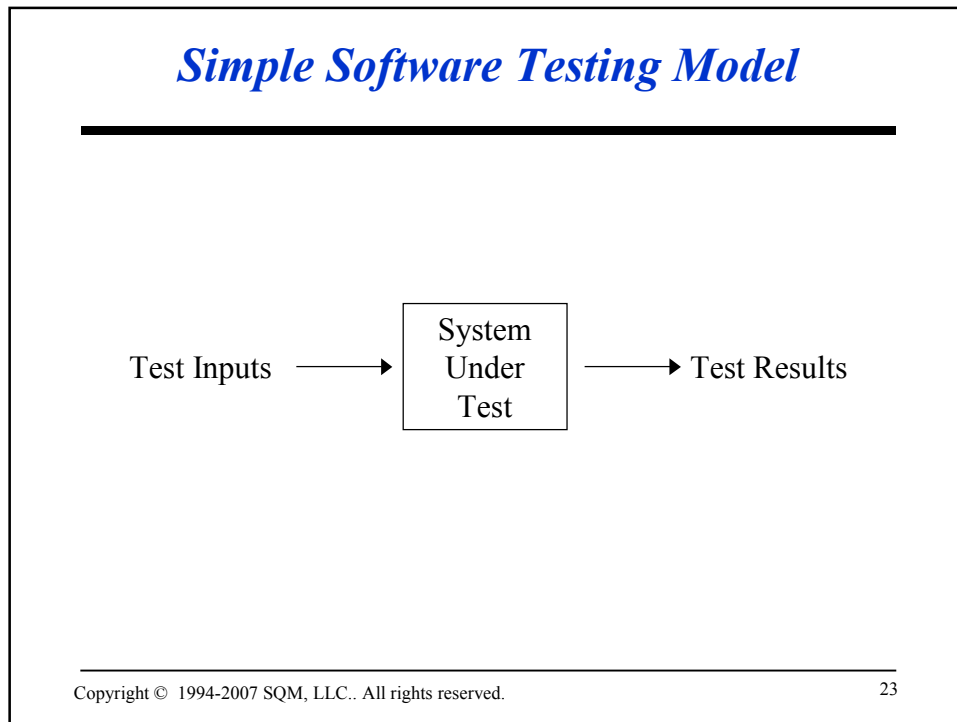 Simple Software Testing Model
Test Inputs
System
Under
Test
Test Results
Copyright © 1994-2007 SQM, LLC.. All rights reserved.
23